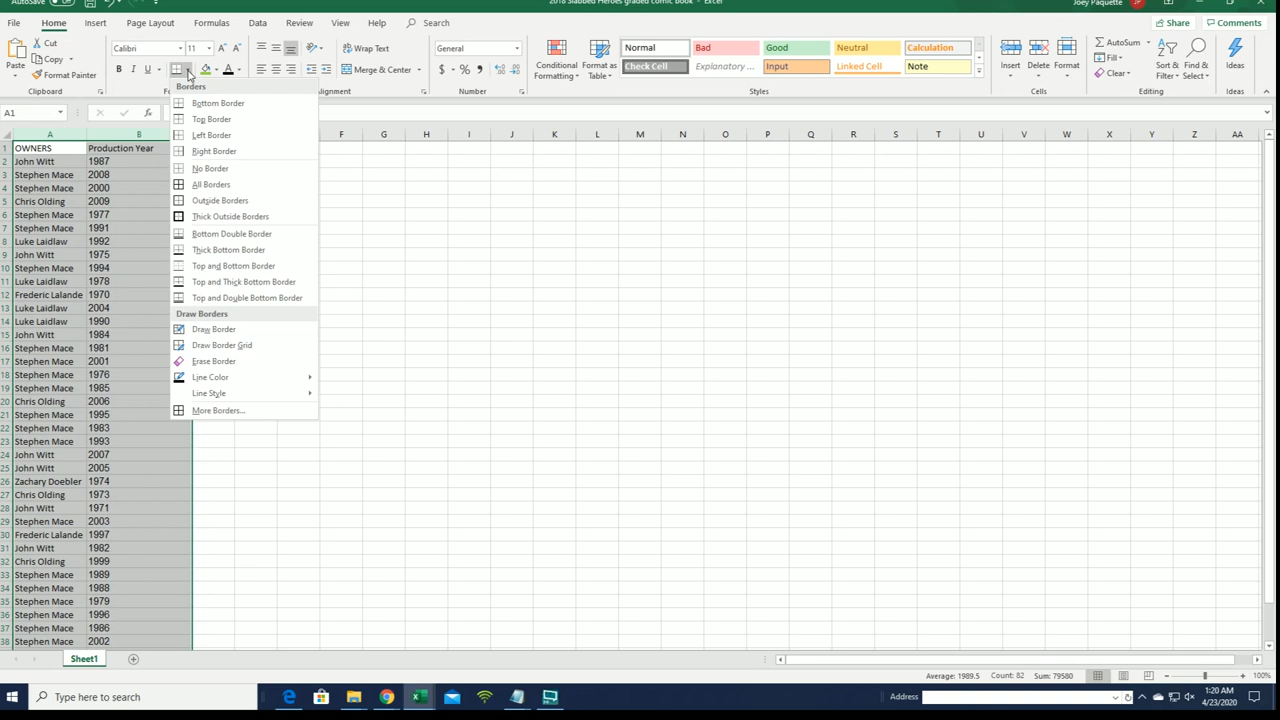 AutoSave 2018 Slabbed Heroes graded comic book - Excel Joey Paquette JP
File Home Insert Page Layout Formulas Data Review View Help Search Share Comments
Paste Cut Copy Format Painter
Clipboard
Calibri 11 A A
B I U A
Wrap Text
Merge & Center
Alignment
General
$ % ,
Number
Conditional Formatting Format as Table
Normal Bad Good Neutral Calculation
Check Cell Explanatory ... Input Linked Cell Note
Styles
Insert Delete Format
Cells
AutoSum
Fill
Clear
Sort & Filter Find & Select
Editing
Ideas
Ideas
A1 fx
Borders
Bottom Border
Top Border
Left Border
Right Border
No Border
All Borders
Outside Borders
Thick Outside Borders
Bottom Double Border
Thick Bottom Border
Top and Bottom Border
Top and Thick Bottom Border
Top and Double Bottom Border
Draw Borders
Draw Border
Draw Border Grid
Erase Border
Line Color
Line Style
More Borders...
A B F G H I J K L M N O P Q R S T U V W X Y Z AA
1 OWNERS Production Year
2 John Witt 1987
3 Stephen Mace 2008
4 Stephen Mace 2000
5 Chris Olding 2009
6 Stephen Mace 1977
7 Stephen Mace 1991
8 Luke Laidlaw 1992
9 John Witt 1975
10 Stephen Mace 1994
11 Luke Laidlaw 1978
12 Frederic Lalande 1970
13 Luke Laidlaw 2004
14 Luke Laidlaw 1990
15 John Witt 1984
16 Stephen Mace 1981
17 Stephen Mace 2001
18 Stephen Mace 1976
19 Stephen Mace 1985
20 Chris Olding 2006
21 Stephen Mace 1995
22 Stephen Mace 1983
23 Stephen Mace 1993
24 John Witt 2007
25 John Witt 2005
26 Zachary Doebler 1974
27 Chris Olding 1973
28 John Witt 1971
29 Stephen Mace 2003
30 Frederic Lalande 1997
31 John Witt 1982
32 Chris Olding 1999
33 Stephen Mace 1989
34 Stephen Mace 1988
35 Stephen Mace 1979
36 Stephen Mace 1996
37 Stephen Mace 1986
38 Stephen Mace 2002
Sheet1
Average: 1989.5 Count: 82 Sum: 79580 100%
Type here to search Address 1:20 AM
4/23/2020